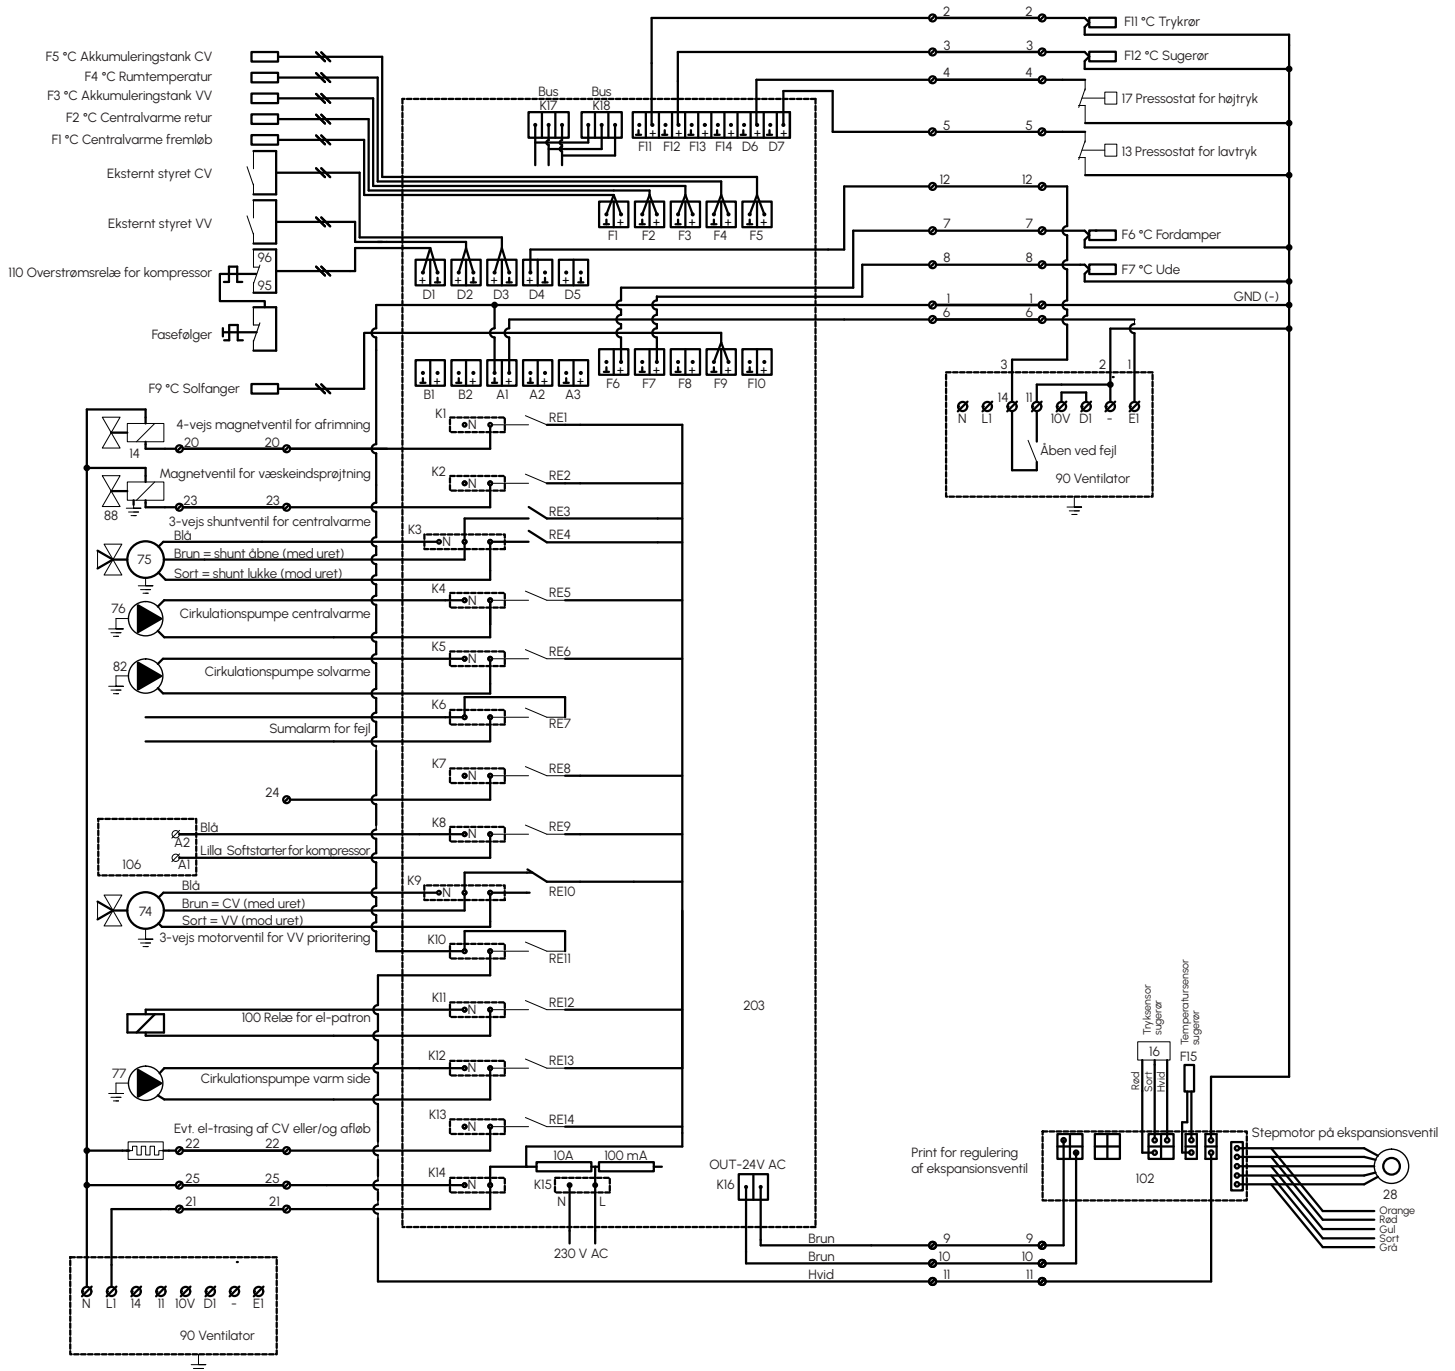 F5 °C Akkumuleringstank CV
F4 °C Rumtemperatur
F3 °C Akkumuleringstank VV
F2 °C Centralvarme retur
F1 °C Centralvarme fremløb
Eksternt styret CV
Eksternt styret VV
110 Overstrømsrelæ for kompressor
96
95
Fasefølger
F9 °C Solfanger
Bus
K17
Bus
K18
F11 F12 F13 F14 D6 D7
F1 F2 F3 F4 F5
D1 D2 D3 D4 D5
B1 B2 A1 A2 A3
F6 F7 F8 F9 F10
2 2
F11 °C Trykrør
3 3
F12 °C Sugerør
4 4
17 Pressostat for højtryk
5 5
13 Pressostat for lavtryk
12 12
7 7
F6 °C Fordamper
8 8
F7 °C Ude
1 1
GND (-)
6 6
3 2 1
14 11
N L1 10V D1 - E1
Åben ved fejl
90 Ventilator
4-vejs magnetventil for afrimning
14
20 20
K1
N
RE1
Magnetventil for væskeindsprøjtning
88
23 23
K2
N
RE2
3-vejs shuntventil for centralvarme
Blå
75
Brun = shunt åbne (med uret)
Sort = shunt lukke (mod uret)
K3
N
RE3
RE4
76
Cirkulationspumpe centralvarme
K4
N
RE5
82
Cirkulationspumpe solvarme
K5
N
RE6
Sumalarm for fejl
K6
RE7
24
K7
N
RE8
106
A2
A1
Blå
Lilla Softstarter for kompressor
K8
N
RE9
74
Blå
Brun = CV (med uret)
Sort = VV (mod uret)
3-vejs motorventil for VV prioritering
K9
N
RE10
K10
RE11
100 Relæ for el-patron
K11
N
RE12
203
77
Cirkulationspumpe varm side
K12
N
RE13
Evt. el-trasing af CV eller/og afløb
22 22
K13
N
RE14
25 25
K14
N
21 21
10A
100 mA
K15
N
L
230 V AC
OUT-24V AC
K16
Brun
9 9
Brun
10 10
Hvid
11 11
Tryksensor
sugerør
16
Rød
Sort
Hvid
Temperatursensor
sugerør
F15
Print for regulering
af ekspansionsventil
102
Stepmotor på ekspansionsventil
28
Orange
Rød
Gul
Sort
Grå
N L1 14 11 10V D1 - E1
90 Ventilator